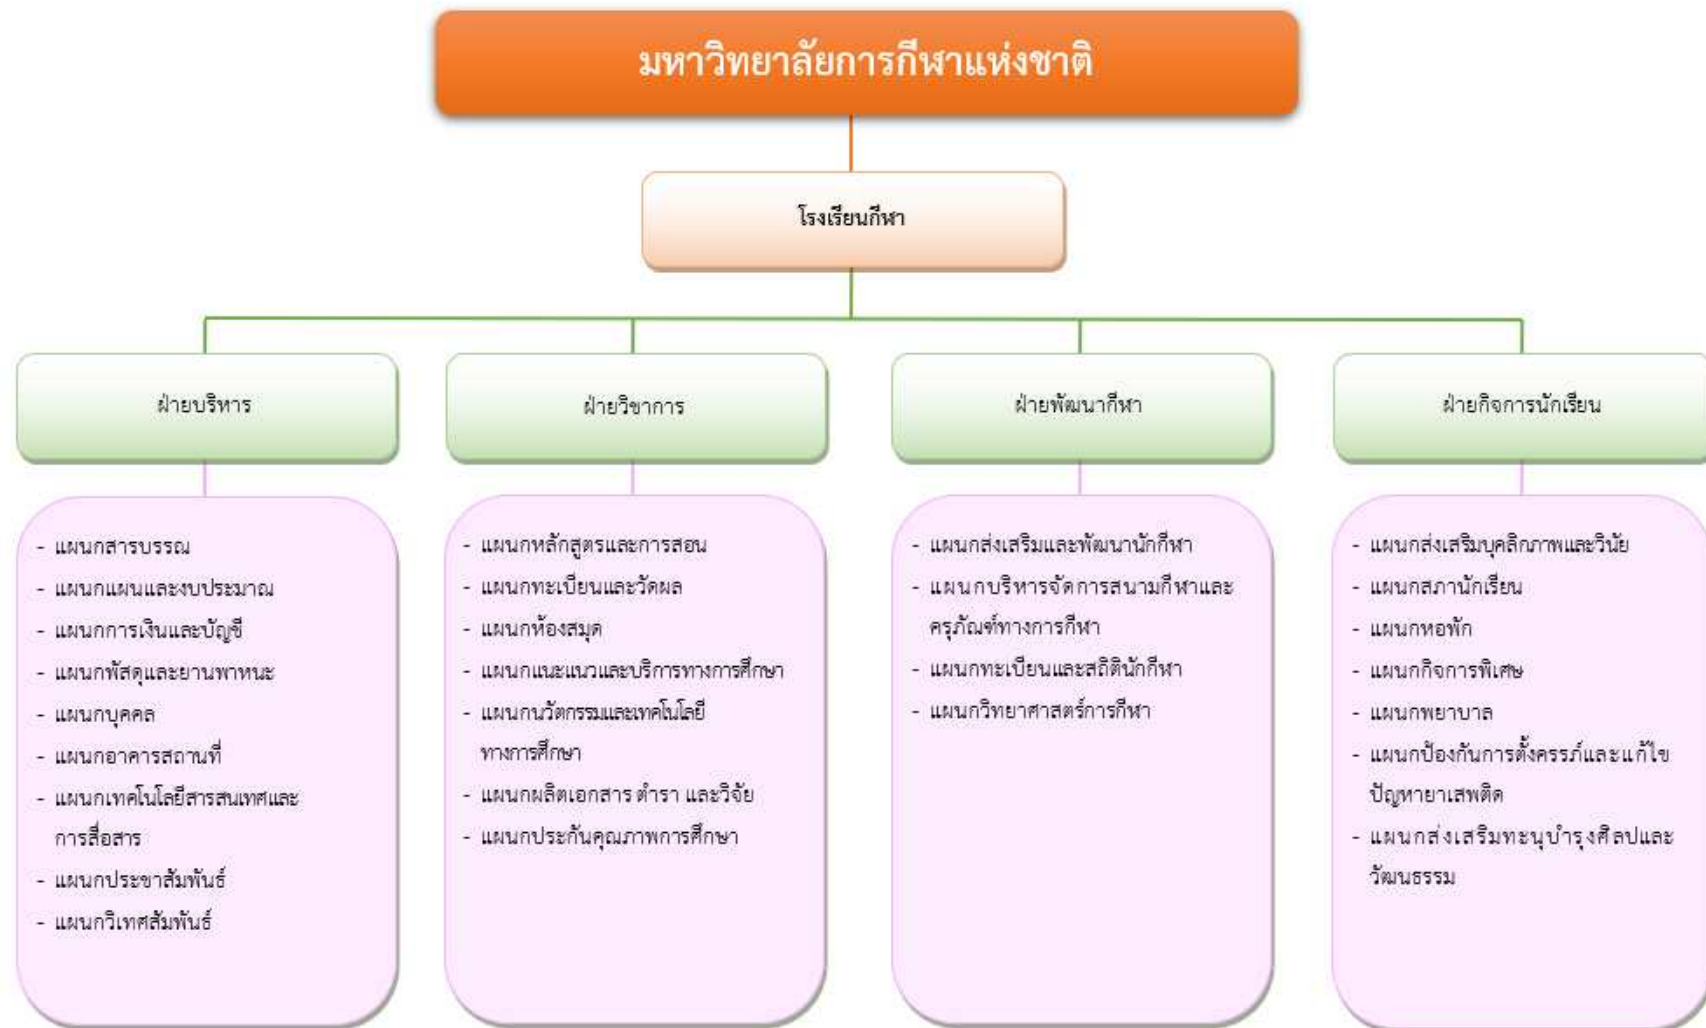 มหาวิทยาลัยการกีฬาแห่งชาติ
โรงเรียนกีฬา
ฝ่ายบริหาร
- แผนกสารบรรณ
- แผนกแผนและงบประมาณ
- แผนกการเงินและบัญชี
- แผนกพัสดุและยานพาหนะ
- แผนกบุคคล
- แผนกอาคารสถานที่
- แผนกเทคโนโลยีสารสนเทศและ
การสื่อสาร
- แผนกประชาสัมพันธ์
- แผนกวิเทศสัมพันธ์
ฝ่ายวิชาการ
- แผนกหลักสูตรและการสอน
- แผนกทะเบียนและวัดผล
- แผนกห้องสมุด
- แผนกแนะแนวและบริการทางการศึกษา
- แผนกนวัตกรรมและเทคโนโลยี
ทางการศึกษา
- แผนกผลิตเอกสาร ตำรา และวิจัย
- แผนกประกันคุณภาพการศึกษา
ฝ่ายพัฒนากีฬา
- แผนกส่งเสริมและพัฒนานักกีฬา
- แผนกบริหารจัดการสนามกีฬาและ
ครุภัณฑ์ทางการกีฬา
- แผนกทะเบียนและสถิตินักกีฬา
- แผนกวิทยาศาสตร์การกีฬา
ฝ่ายกิจการนักเรียน
- แผนกส่งเสริมบุคลิกภาพและวินัย
- แผนกสภานักเรียน
- แผนกหอพัก
- แผนกกิจการพิเศษ
- แผนกพยาบาล
- แผนกป้องกันการตั้งครรภ์และแก้ไข
ปัญหายาเสพติด
- แผนกส่งเสริมทะนุบำรุงศิลปและ
วัฒนธรรม